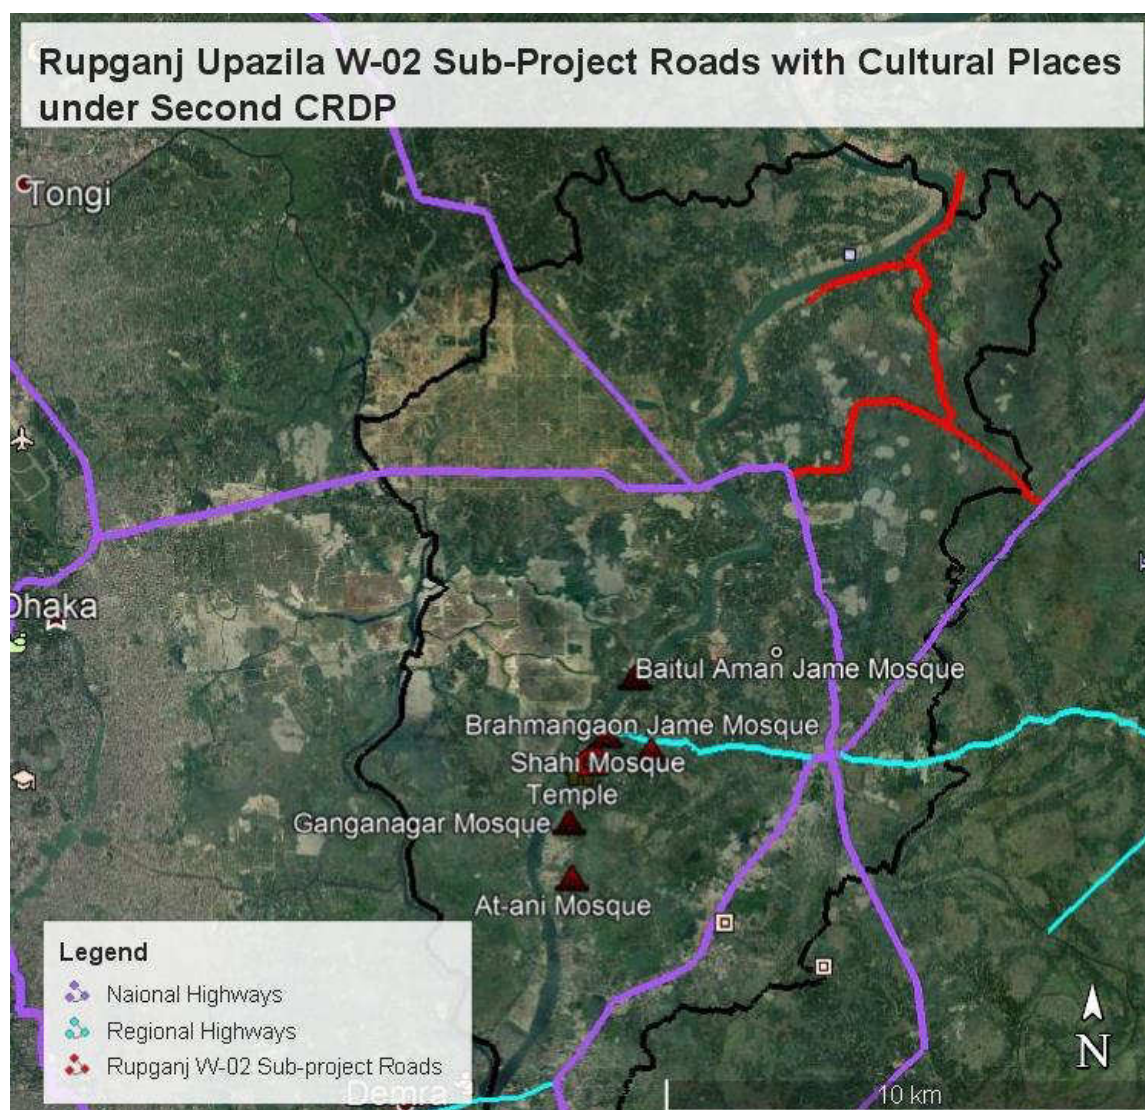 Rupganj Upazila W-02 Sub-Project Roads with Cultural Places
under Second CRDP
Tongi
Dhaka
Baitul Aman Jame Mosque
Brahmangaon Jame Mosque
Shahi Mosque
Temple
Ganganagar Mosque
At-ani Mosque
Legend
Naional Highways
Regional Highways
Rupganj W-02 Sub-project Roads
Demra
10 km
N